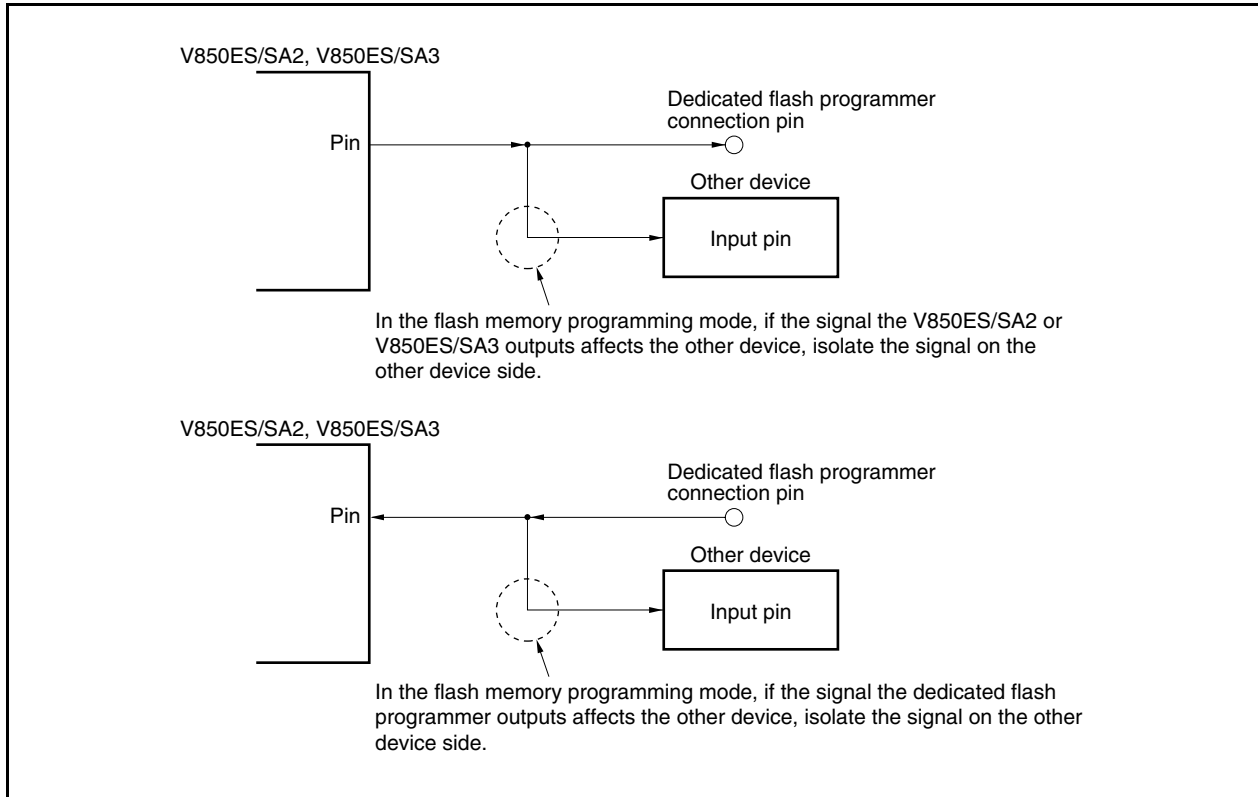 V850ES/SA2, V850ES/SA3
Dedicated flash programmer
connection pin
Pin
Other device
Input pin
In the flash memory programming mode, if the signal the V850ES/SA2 or
V850ES/SA3 outputs affects the other device, isolate the signal on the
other device side.
V850ES/SA2, V850ES/SA3
Dedicated flash programmer
connection pin
Pin
Other device
Input pin
In the flash memory programming mode, if the signal the dedicated flash
programmer outputs affects the other device, isolate the signal on the other
device side.